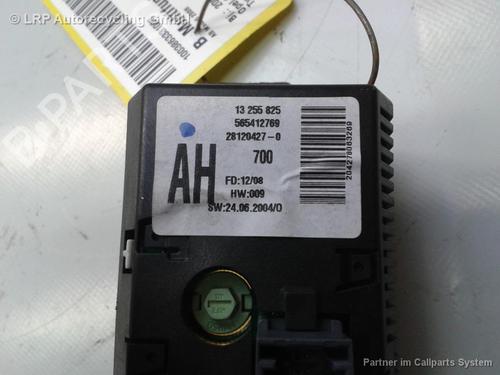 © LRP Autorecycling
13 255 825
565412769
28120427-0
AH 700
FD:12/08
HW:009
SW:24.06.2004/0
204278063269
Partner im Callparts System